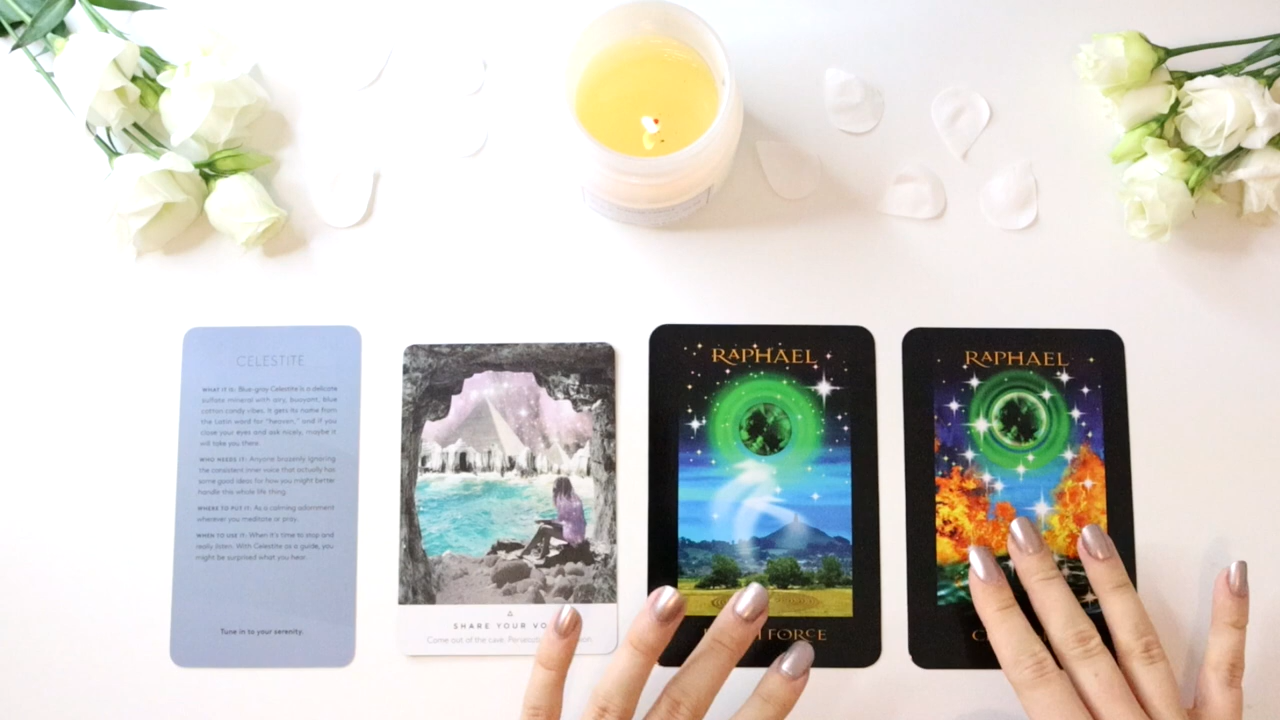 CELESTITE
WHAT IT IS: Blue-gray Celestite is a delicate
sulfate mineral with airy, buoyant, blue
cotton candy vibes. It gets its name from
the Latin word for "heaven," and if you
close your eyes and ask nicely, maybe it
will take you there.
WHO NEEDS IT: Anyone brazenly ignoring
the consistent inner voice that actually has
some good ideas for how you might better
handle this whole life thing.
WHERE TO PUT IT: As a calming adornment
wherever you meditate or pray.
WHEN TO USE IT: When it's time to stop and
really listen. With Celestite as a guide, you
might be surprised what you hear.
Tune in to your serenity.
SHARE YOUR VO
Come out of the cave.
RAPHAEL
FORCE
RAPHAEL